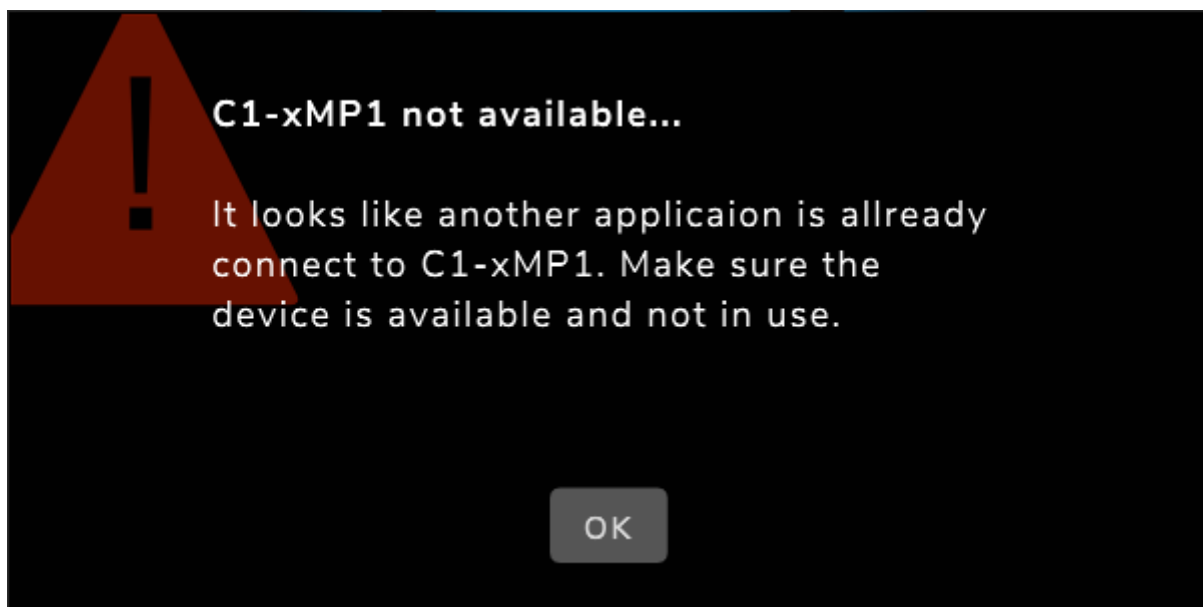 C1-xMP1 not available...
It looks like another applicaion is allready
connect to C1-xMP1. Make sure the
device is available and not in use.
OK